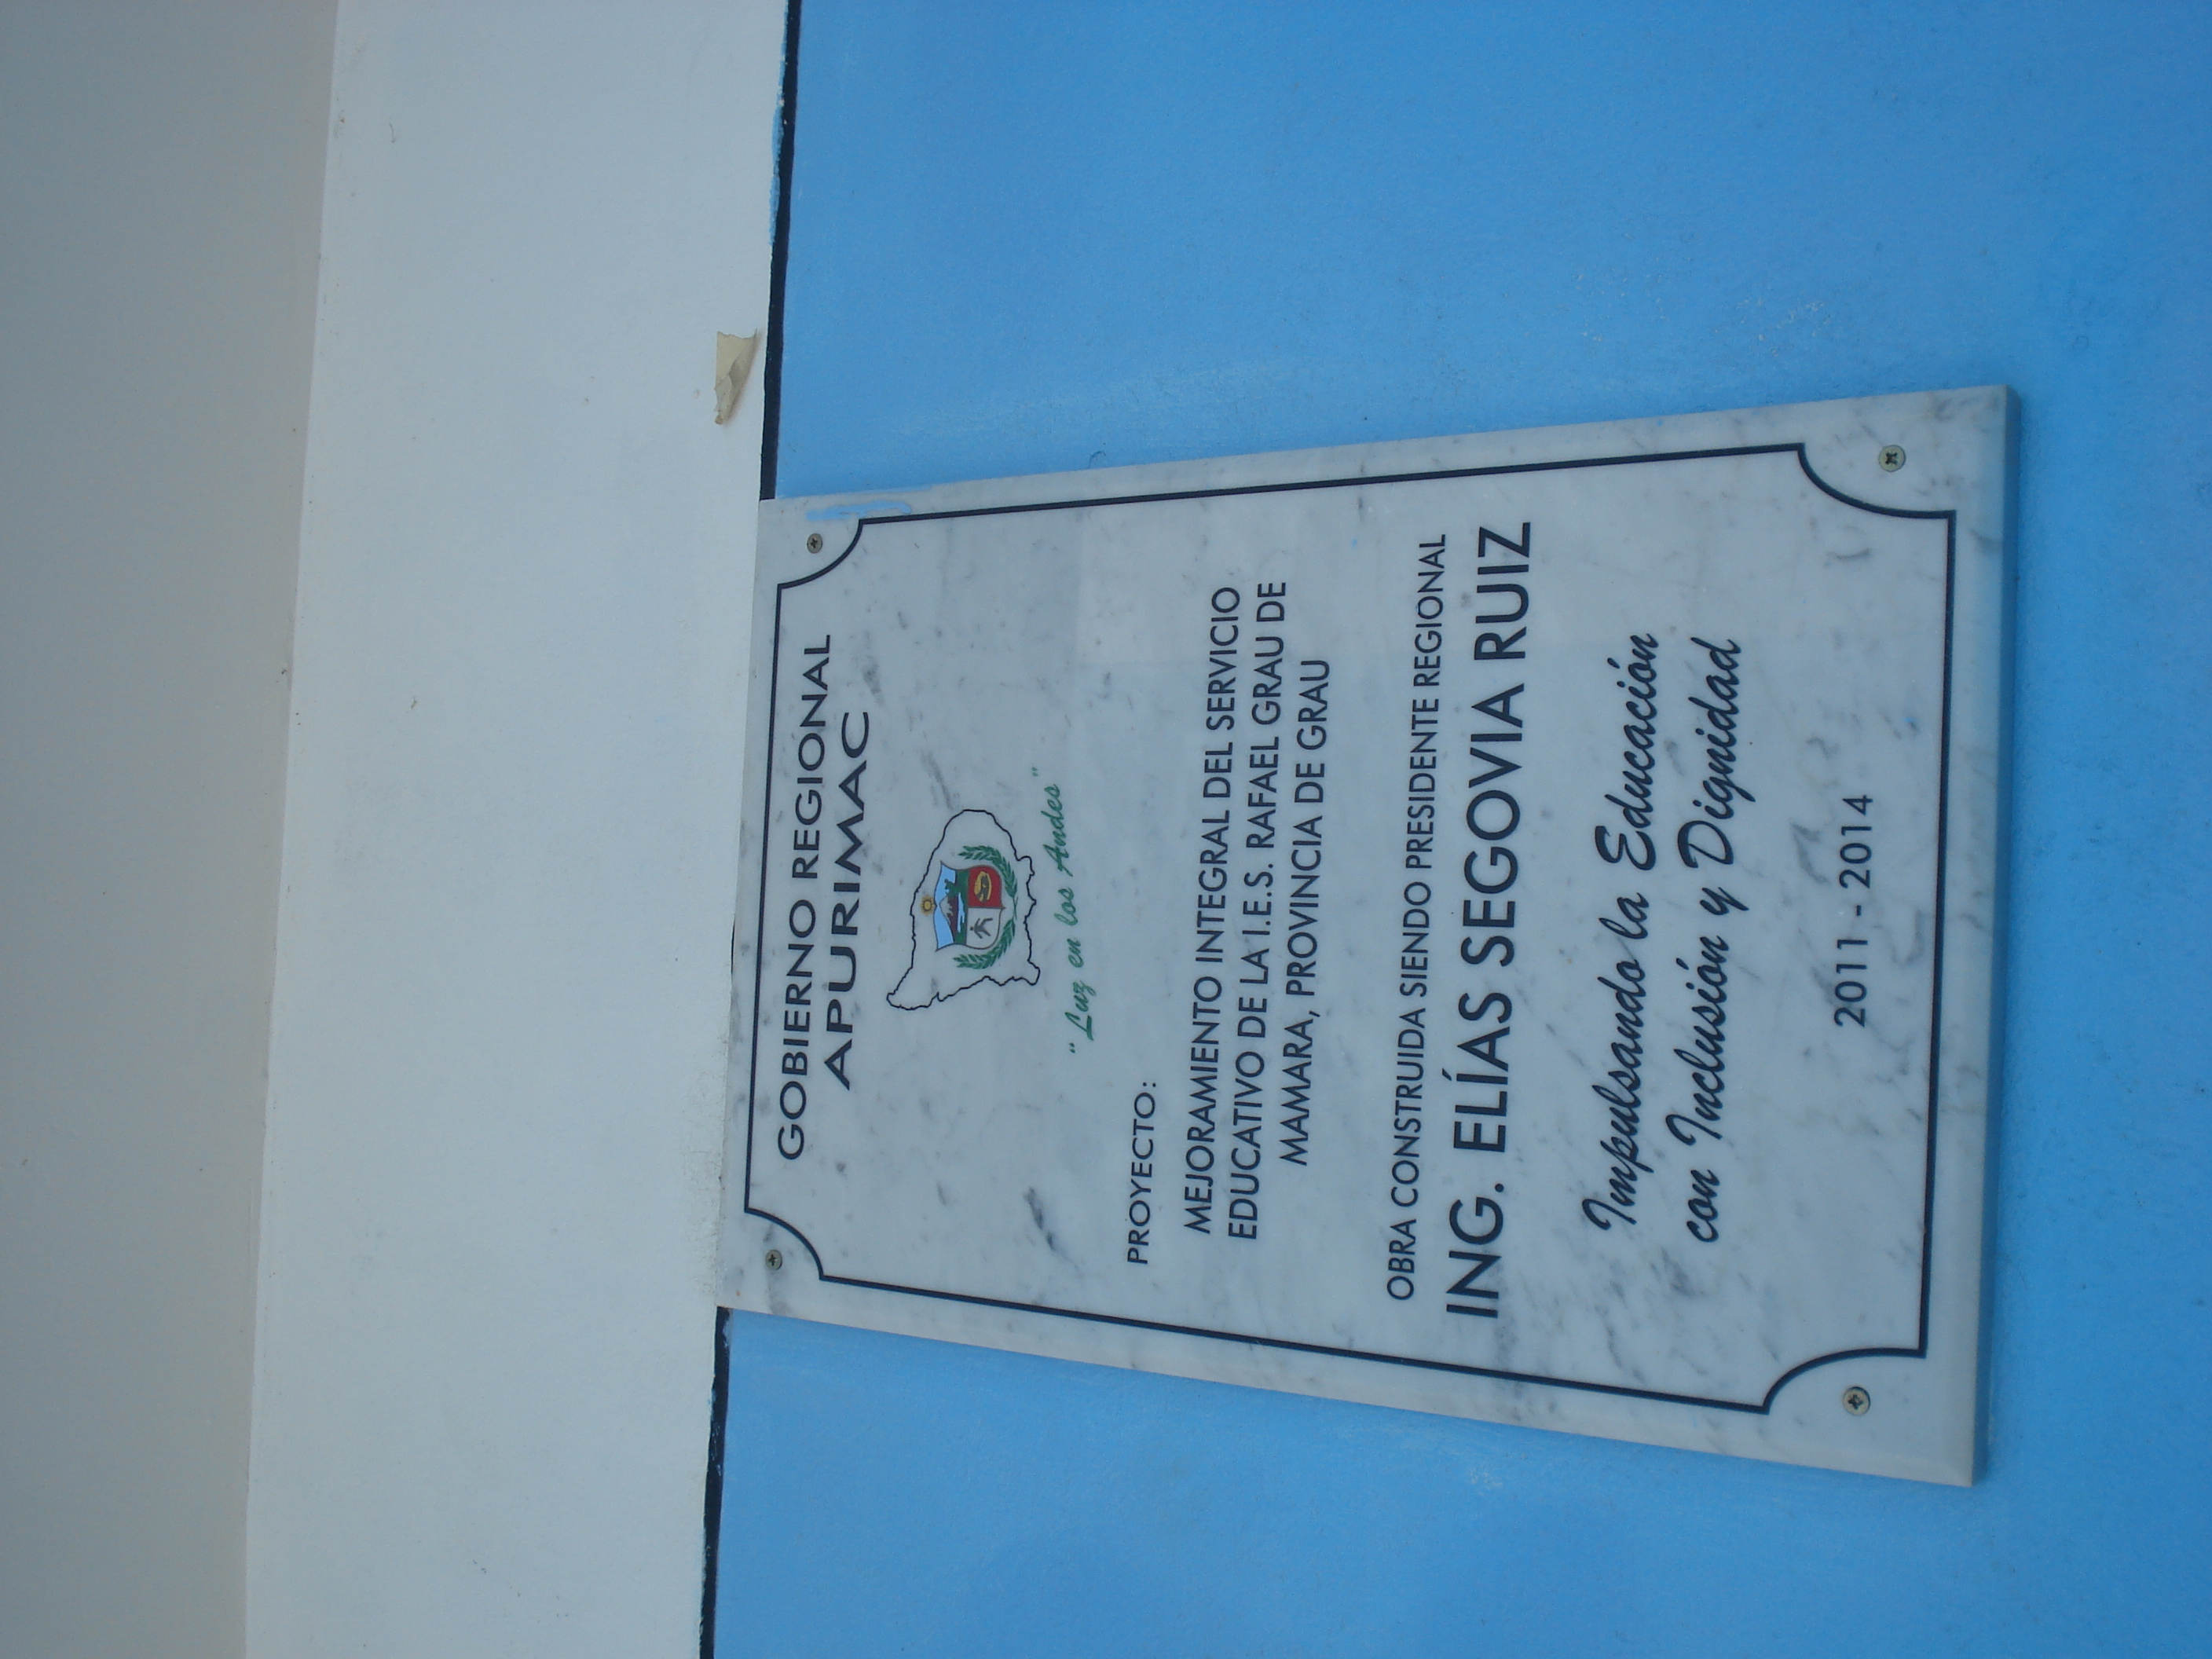 GOBIERNO REGIONAL
APURIMAC
"Luz en los Andes"
PROYECTO:
MEJORAMIENTO INTEGRAL DEL SERVICIO
EDUCATIVO DE LA I.E.S. RAFAEL GRAU DE
MAMARA, PROVINCIA DE GRAU
OBRA CONSTRUIDA SIENDO PRESIDENTE REGIONAL
ING. ELÍAS SEGOVIA RUIZ
Impulsando la Educación
con Inclusión y Dignidad
2011 - 2014